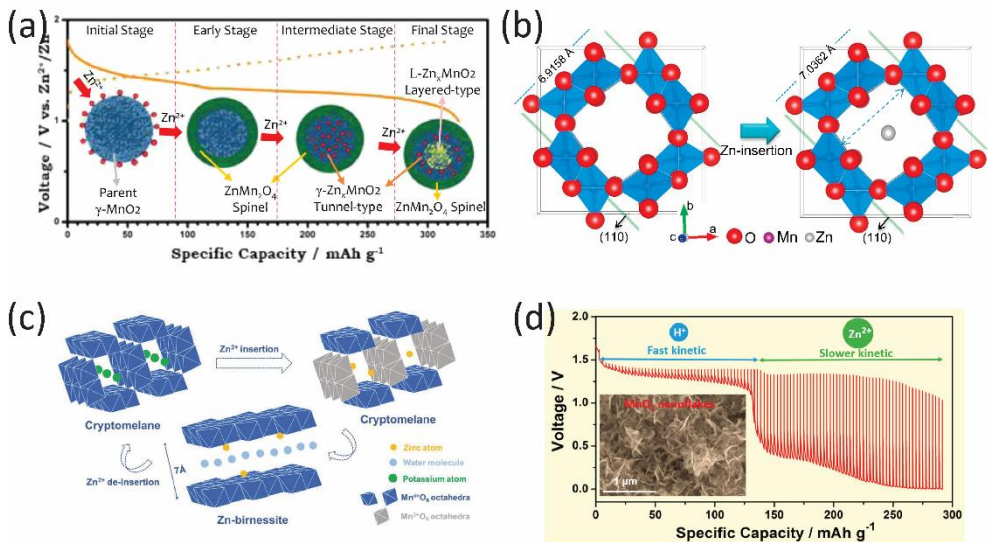 (a)
Voltage / V vs. Zn²⁺/Zn
2
1
0
Initial Stage
Early Stage
Intermediate Stage
Final Stage
Zn²⁺
Zn²⁺
Zn²⁺
Zn²⁺
L-ZnₓMnO₂
Layered-type
Parent
γ-MnO₂
ZnMn₂O₄
Spinel
γ-ZnₓMnO₂
Tunnel-type
ZnMn₂O₄ Spinel
0 50 100 150 200 250 300 350
Specific Capacity / mAh g⁻¹
(b)
6.9158 Å
7.0362 Å
Zn-insertion
(110)
b
c
a
O
Mn
Zn
(110)
(c)
Zn²⁺ insertion
Cryptomelane
Cryptomelane
Zn²⁺ de-insertion
7Å
Zn-birnessite
Zinc atom
Water molecule
Potassium atom
Mn⁴⁺O₆ octahedra
Mn³⁺O₆ octahedra
(d)
Voltage / V
2.0
1.5
1.0
0.5
0.0
H⁺
Fast kinetic
Zn²⁺
Slower kinetic
MnO₂ nanoflakes
1 µm
0 50 100 150 200 250 300
Specific Capacity / mAh g⁻¹